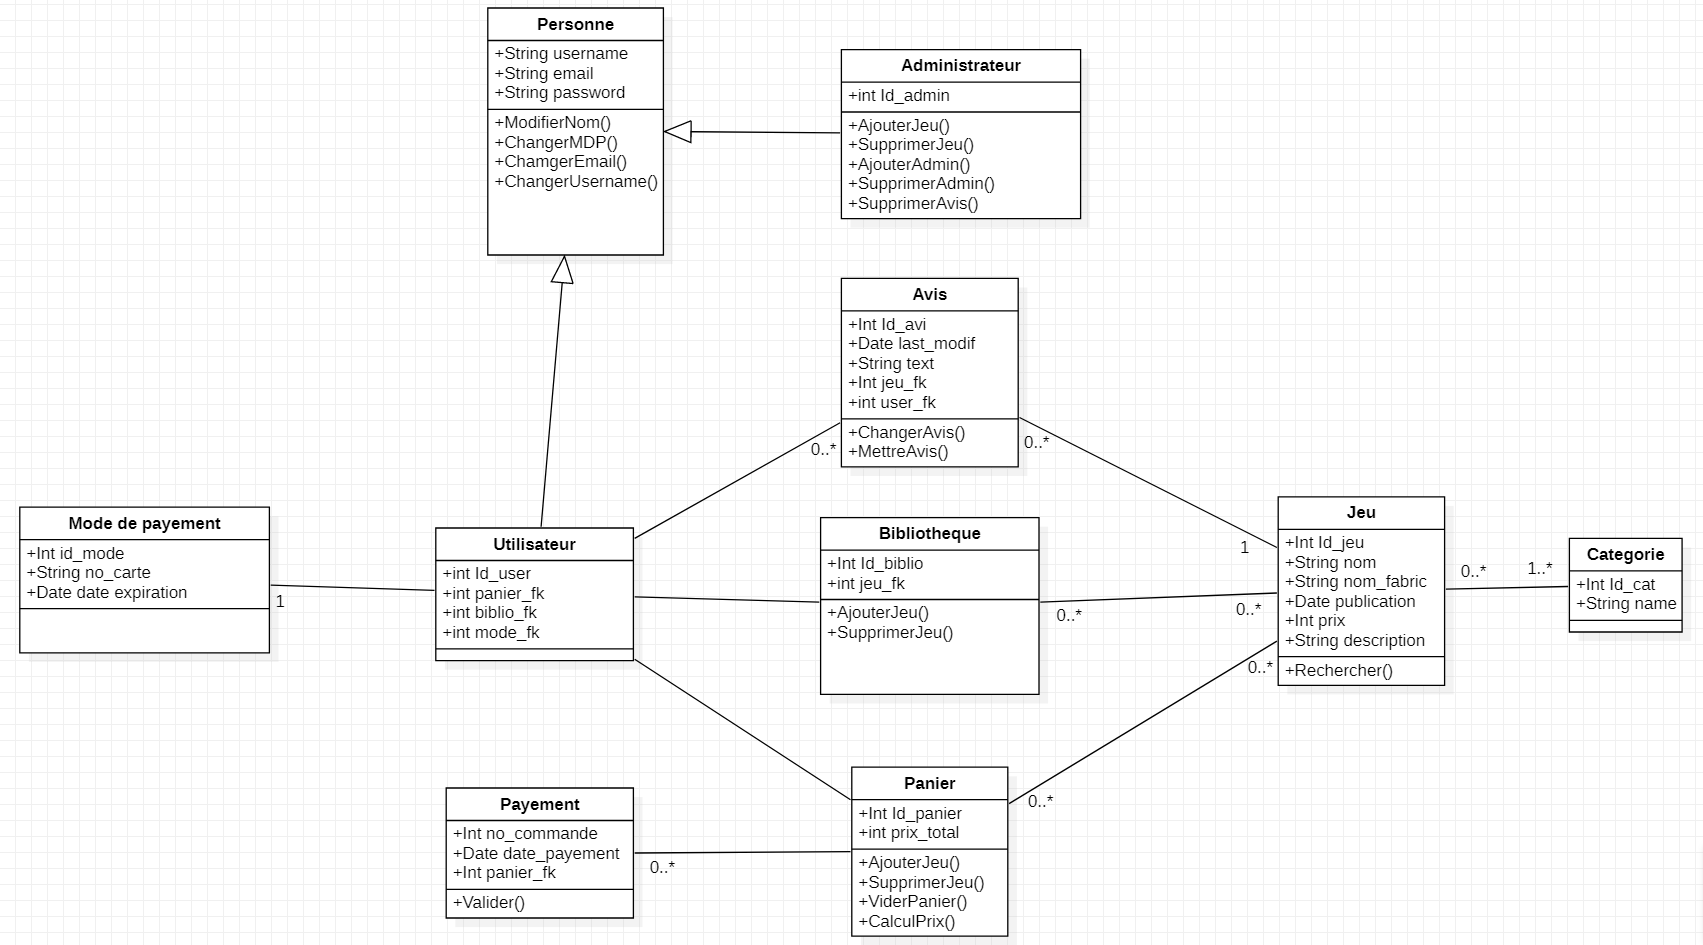 Personne
+String username
+String email
+String password
+ModifierNom()
+ChangerMDP()
+ChamgerEmail()
+ChangerUsername()
Administrateur
+int Id_admin
+AjouterJeu()
+SupprimerJeu()
+AjouterAdmin()
+SupprimerAdmin()
+SupprimerAvis()
Avis
+Int Id_avi
+Date last_modif
+String text
+Int jeu_fk
+int user_fk
+ChangerAvis()
+MettreAvis()
0..*
0..*
Mode de payement
+Int id_mode
+String no_carte
+Date date expiration
1
Utilisateur
+int Id_user
+int panier_fk
+int biblio_fk
+int mode_fk
Bibliotheque
+Int Id_biblio
+int jeu_fk
+AjouterJeu()
+SupprimerJeu()
0..*
1
0..*
0..*
Jeu
+Int Id_jeu
+String nom
+String nom_fabric
+Date publication
+Int prix
+String description
+Rechercher()
0..*
1..*
Categorie
+Int Id_cat
+String name
Payement
+Int no_commande
+Date date_payement
+Int panier_fk
+Valider()
0..*
Panier
+Int Id_panier
+int prix_total
+AjouterJeu()
+SupprimerJeu()
+ViderPanier()
+CalculPrix()
0..*